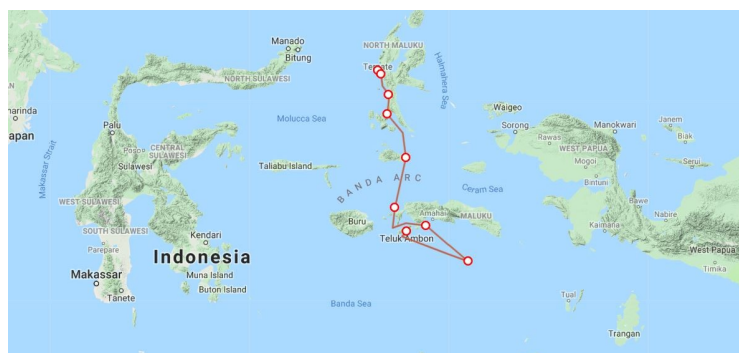 Manado
Bitung
NORTH MALUKU
Ternate
Halmahera Sea
NORTH SULAWESI
Molucca Sea
Waigeo
Sorong
Manokwari
Janem
Biak
Rawas
WEST PAPUA
Mogoi
Serui
Bintuni
Palu
Poso
CENTRAL
SULAWESI
Sulawesi
Makassar Strait
Taliabu Island
BANDA ARC
Ceram Sea
WEST SULAWESI
SOUTH SULAWESI
Parepare
Kendari
Buru
Amahai
MALUKU
Teluk Ambon
Bawe
Kaimana
Nabire
West Papua
Timika
Indonesia
Muna Island
Buton Island
Makassar
Tanete
Banda Sea
Tual
Trangan